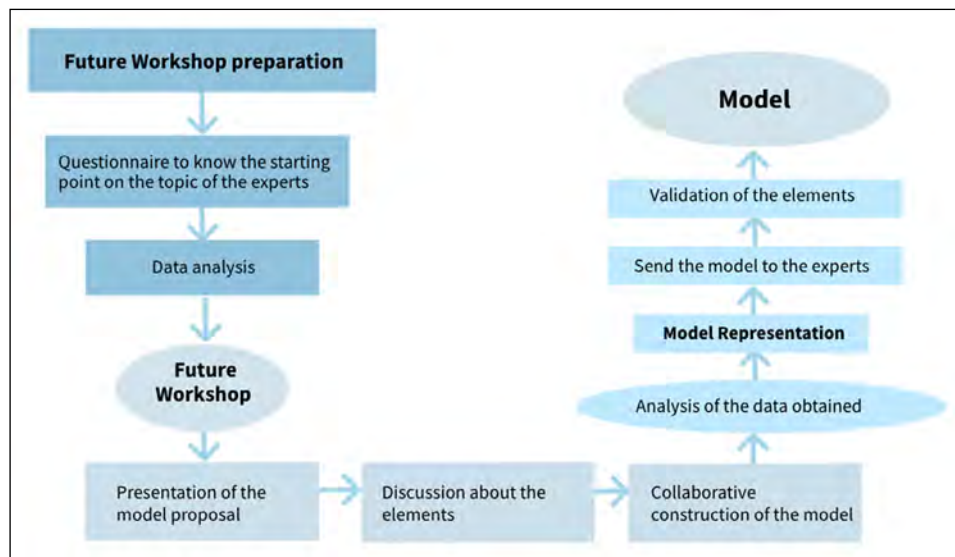 Future Workshop preparation
Questionnaire to know the starting
point on the topic of the experts
Data analysis
Future
Workshop
Presentation of the
model proposal
Discussion about the
elements
Collaborative
construction of the model
Analysis of the data obtained
Model Representation
Send the model to the experts
Validation of the elements
Model